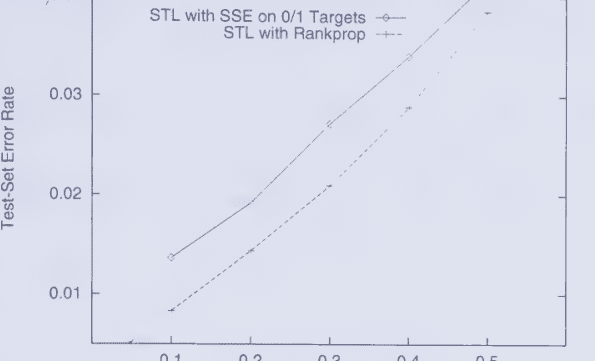 STL with SSE on 0/1 Targets
STL with Rankprop
Test-Set Error Rate
0.03
0.02
0.01
0.1 0.2 0.3 0.4 0.5